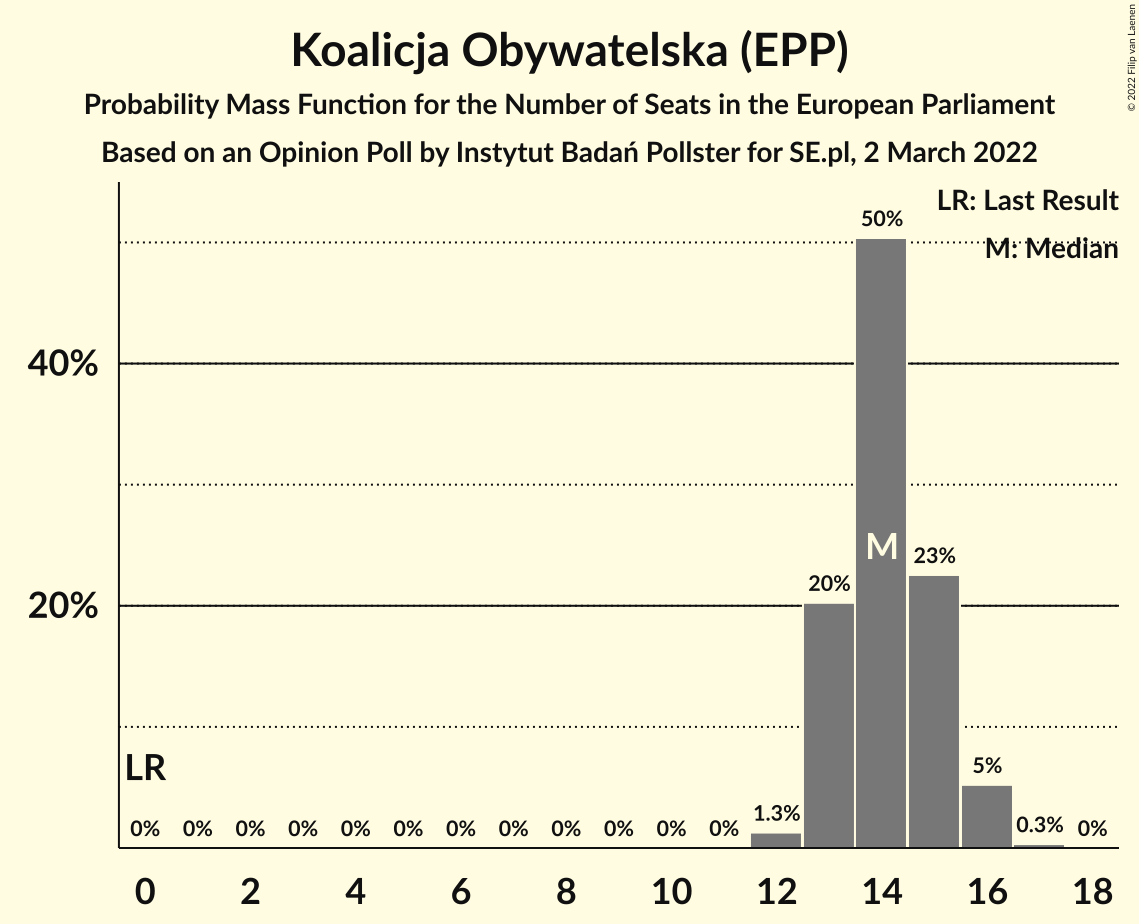 Koalicja Obywatelska (EPP)
Probability Mass Function for the Number of Seats in the European Parliament
Based on an Opinion Poll by Instytut Badań Pollster for SE.pl, 2 March 2022
© 2022 Filip van Laenen
LR: Last Result
M: Median
50%
40%
M
23%
20%
20%
LR
5%
0% 0% 0% 0% 0% 0% 0% 0% 0% 0% 0% 0% 1.3% 0.3% 0%
0 2 4 6 8 10 12 14 16 18